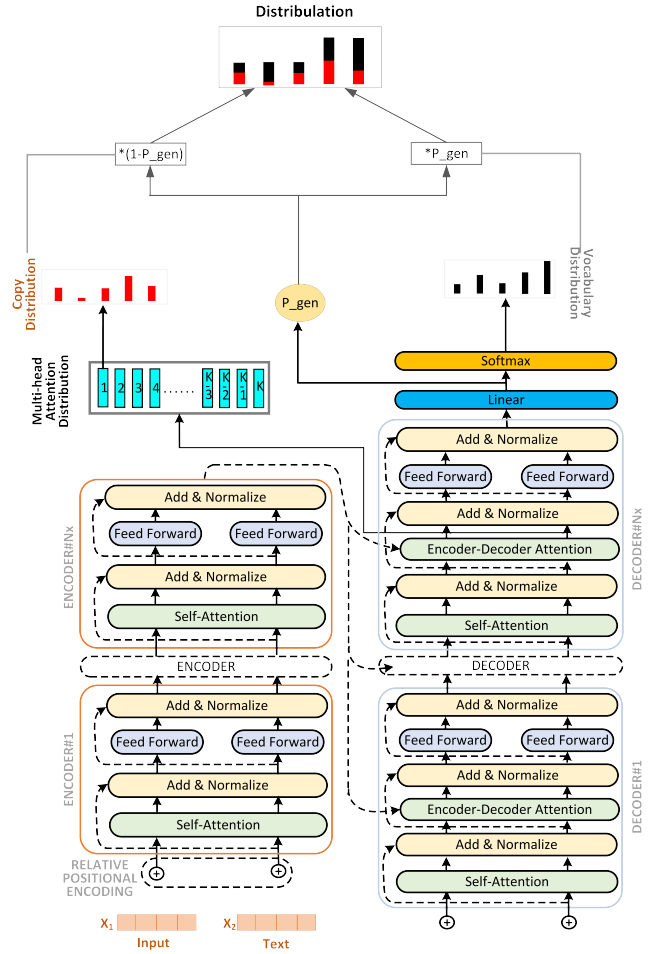 Distribulation
*(1-P_gen)
*P_gen
Copy
Distribution
P_gen
Vocabulary
Distribution
Multi-head
Attention
Distribution
1 2 3 4 ...... K-3 K-2 K-1 K
Softmax
Linear
Add & Normalize
Feed Forward Feed Forward
Add & Normalize
Encoder-Decoder Attention
Add & Normalize
Self-Attention
DECODER#Nx
Add & Normalize
Feed Forward Feed Forward
Add & Normalize
Self-Attention
ENCODER#Nx
ENCODER
DECODER
Add & Normalize
Feed Forward Feed Forward
Add & Normalize
Self-Attention
ENCODER#1
Add & Normalize
Feed Forward Feed Forward
Add & Normalize
Encoder-Decoder Attention
Add & Normalize
Self-Attention
DECODER#1
RELATIVE
POSITIONAL
ENCODING
X₁
Input
X₂
Text